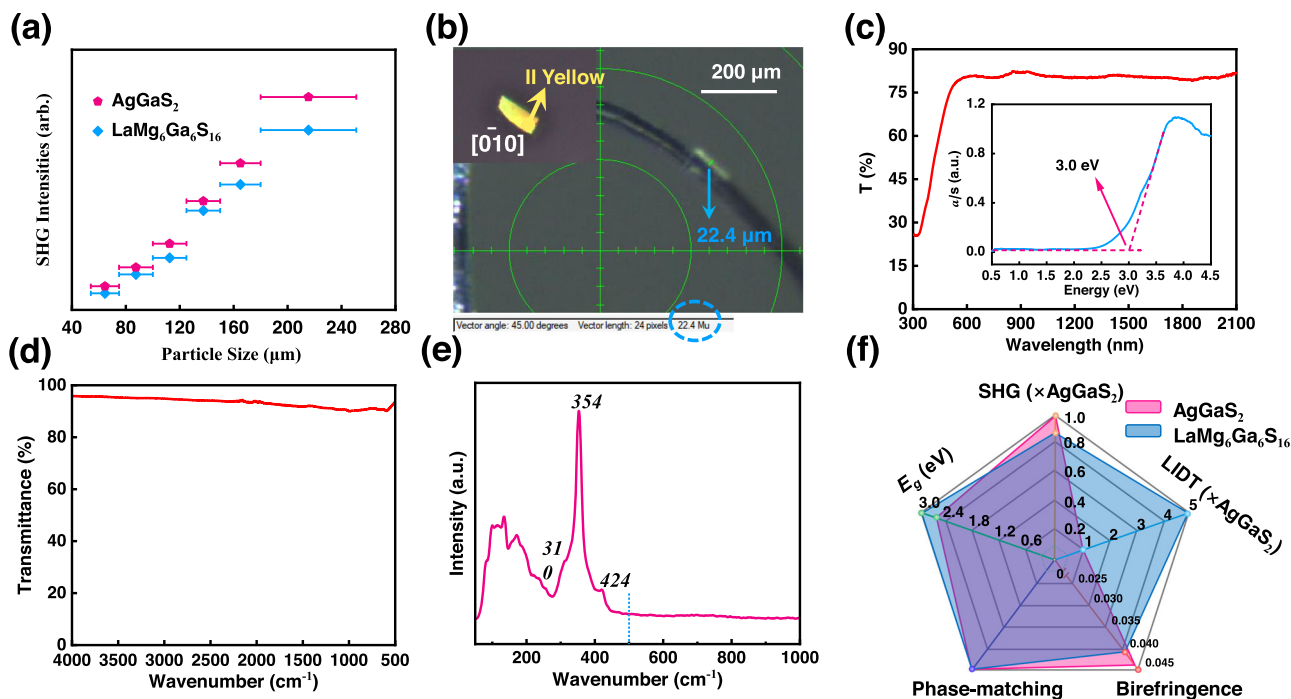 (a)
SHG Intensities (arb.)
AgGaS₂
LaMg₆Ga₆S₁₆
40 80 120 160 200 240 280
Particle Size (μm)
(b)
II Yellow
[01̄0]
200 μm
22.4 μm
Vector angle: 45.00 degrees Vector length: 24 pixels 22.4 Mu
(c)
T (%)
90
75
60
45
30
15
0
300 600 900 1200 1500 1800 2100
Wavelength (nm)
3.0 eV
α/s (a.u.)
1.2
0.8
0.4
0.0
0.5 1.0 1.5 2.0 2.5 3.0 3.5 4.0 4.5
Energy (eV)
(d)
Transmittance (%)
100
80
60
40
20
0
4000 3500 3000 2500 2000 1500 1000 500
Wavenumber (cm⁻¹)
(e)
Intensity (a.u.)
354
31
0
424
200 400 600 800 1000
Wavenumber (cm⁻¹)
(f)
SHG (×AgGaS₂)
AgGaS₂
LaMg₆Ga₆S₁₆
LIDT (×AgGaS₂)
Eg (eV)
1.0
0.8
0.6
0.4
0.2
0
3.0 2.4 1.8 1.2 0.6
1 2 3 4 5
0.025
0.030
0.035
0.040
0.045
Phase-matching
Birefringence